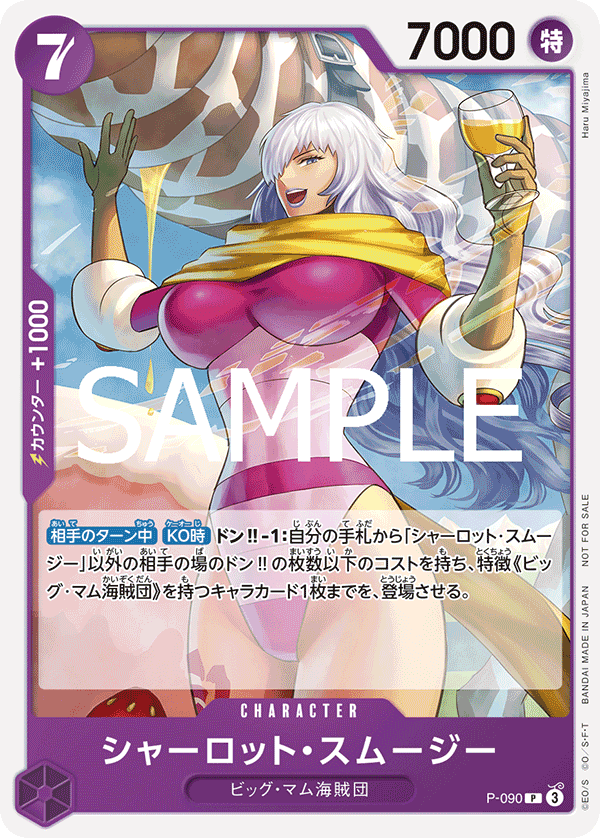 7
7000
特
Haru Miyajima
カウンター +1000
SAMPLE
相手のターン中 KO時 ドン!!-1:自分の手札から「シャーロット・スムー
ジー」以外の相手の場のドン!!の枚数以下のコストを持ち、特徴《ビッ
グ・マム海賊団》を持つキャラカード1枚までを、登場させる。
CHARACTER
シャーロット・スムージー
ビッグ・マム海賊団
P-090 P 3
©EO/S ©O/S・F・T BANDAI MADE IN JAPAN NOT FOR SALE